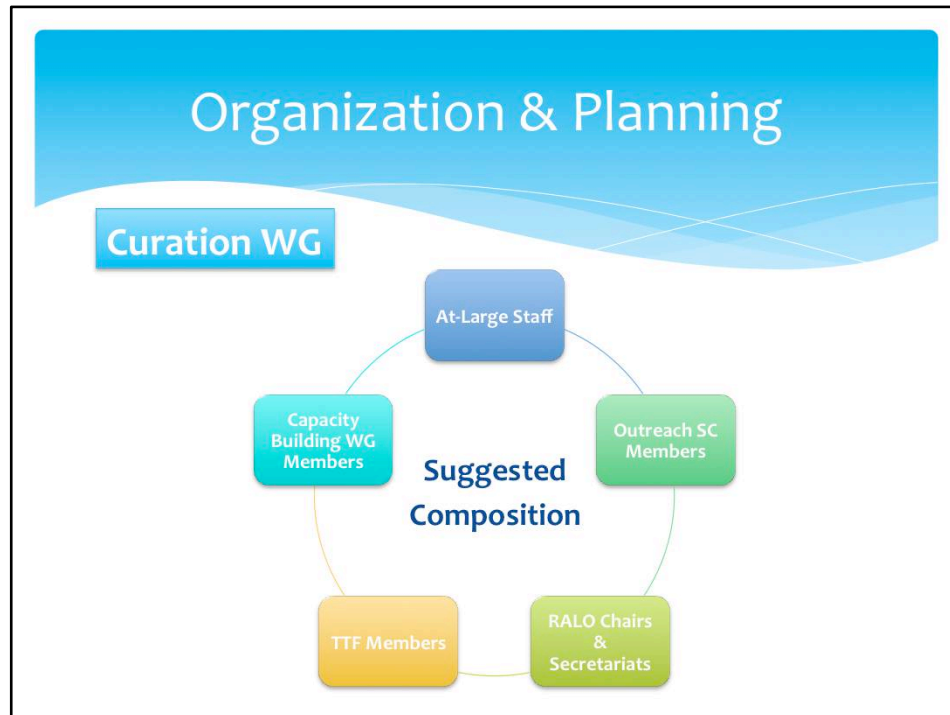 Organization & Planning
Curation WG
At-Large Staff
Capacity
Building WG
Members
Outreach SC
Members
Suggested
Composition
TTF Members
RALO Chairs
&
Secretariats